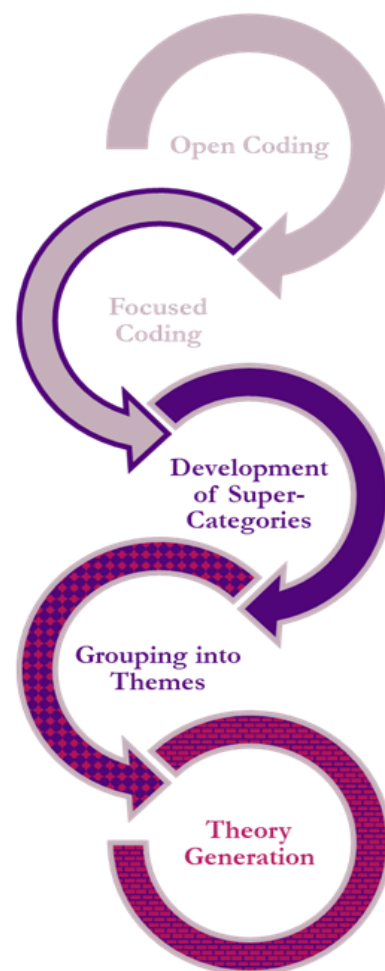 Open Coding
Focused
Coding
Development
of Super-
Categories
Grouping into
Themes
Theory
Generation